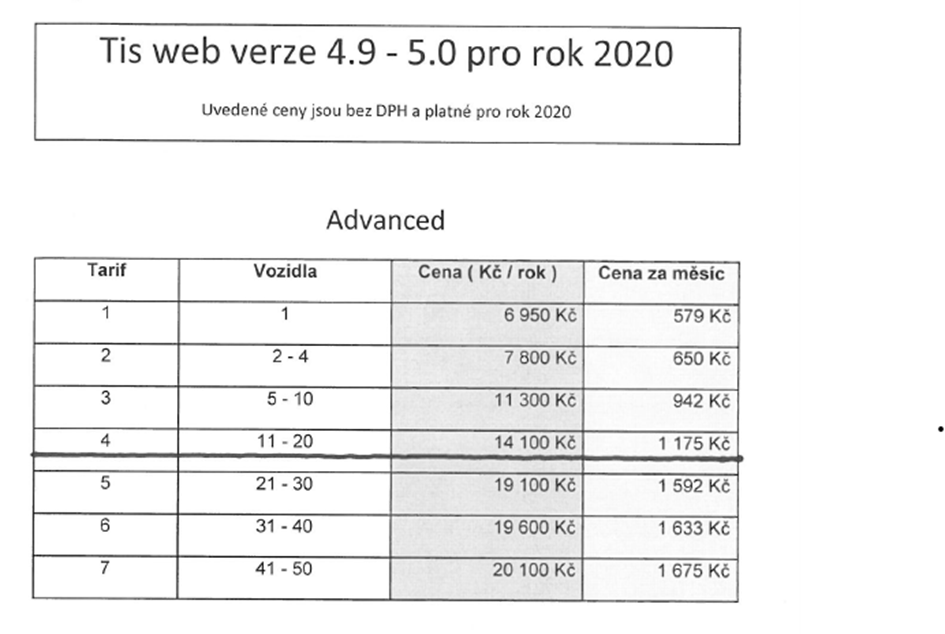 Tis web verze 4.9 - 5.0 pro rok 2020
Uvedené ceny jsou bez DPH a platné pro rok 2020
Advanced
Tarif Vozidla Cena ( Kč / rok ) Cena za měsíc
1 1 6 950 Kč 579 Kč
2 2 - 4 7 800 Kč 650 Kč
3 5 - 10 11 300 Kč 942 Kč
4 11 - 20 14 100 Kč 1 175 Kč
5 21 - 30 19 100 Kč 1 592 Kč
6 31 - 40 19 600 Kč 1 633 Kč
7 41 - 50 20 100 Kč 1 675 Kč